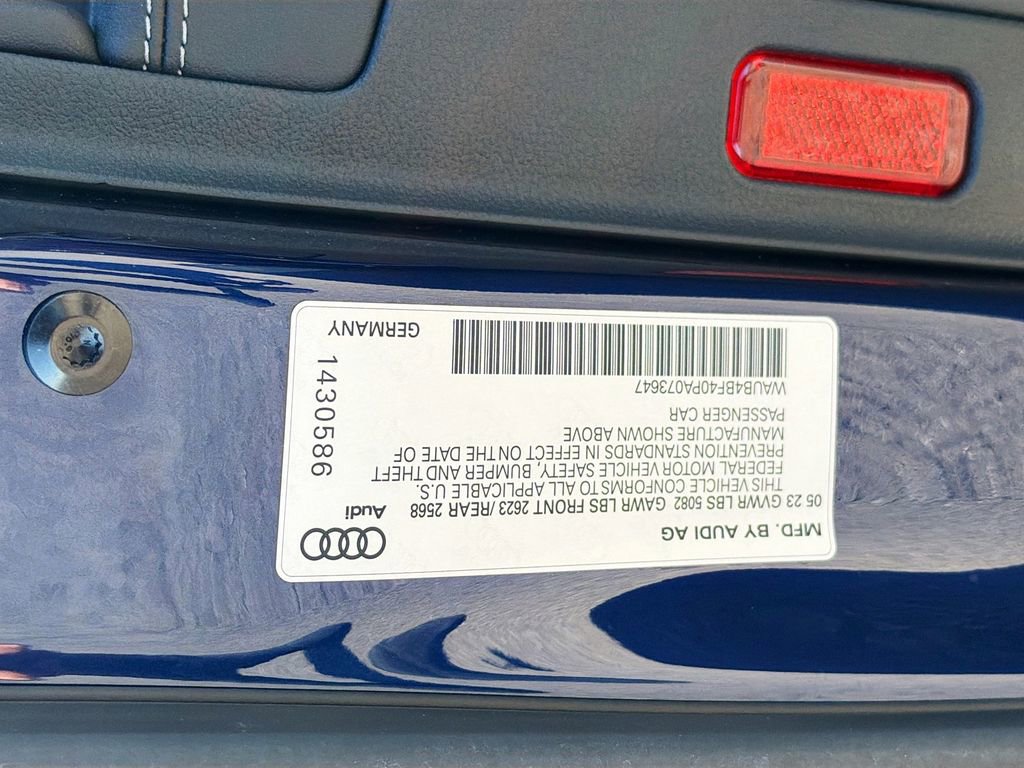 MFD. BY AUDI AG
05 23 GVWR LBS 5082 GAWR LBS FRONT 2623 /REAR 2568
THIS VEHICLE CONFORMS TO ALL APPLICABLE U.S.
FEDERAL MOTOR VEHICLE SAFETY, BUMPER AND THEFT
PREVENTION STANDARDS IN EFFECT ON THE DATE OF
MANUFACTURE SHOWN ABOVE
PASSENGER CAR
WAUB4BF40PA073647
GERMANY
Audi
1430586